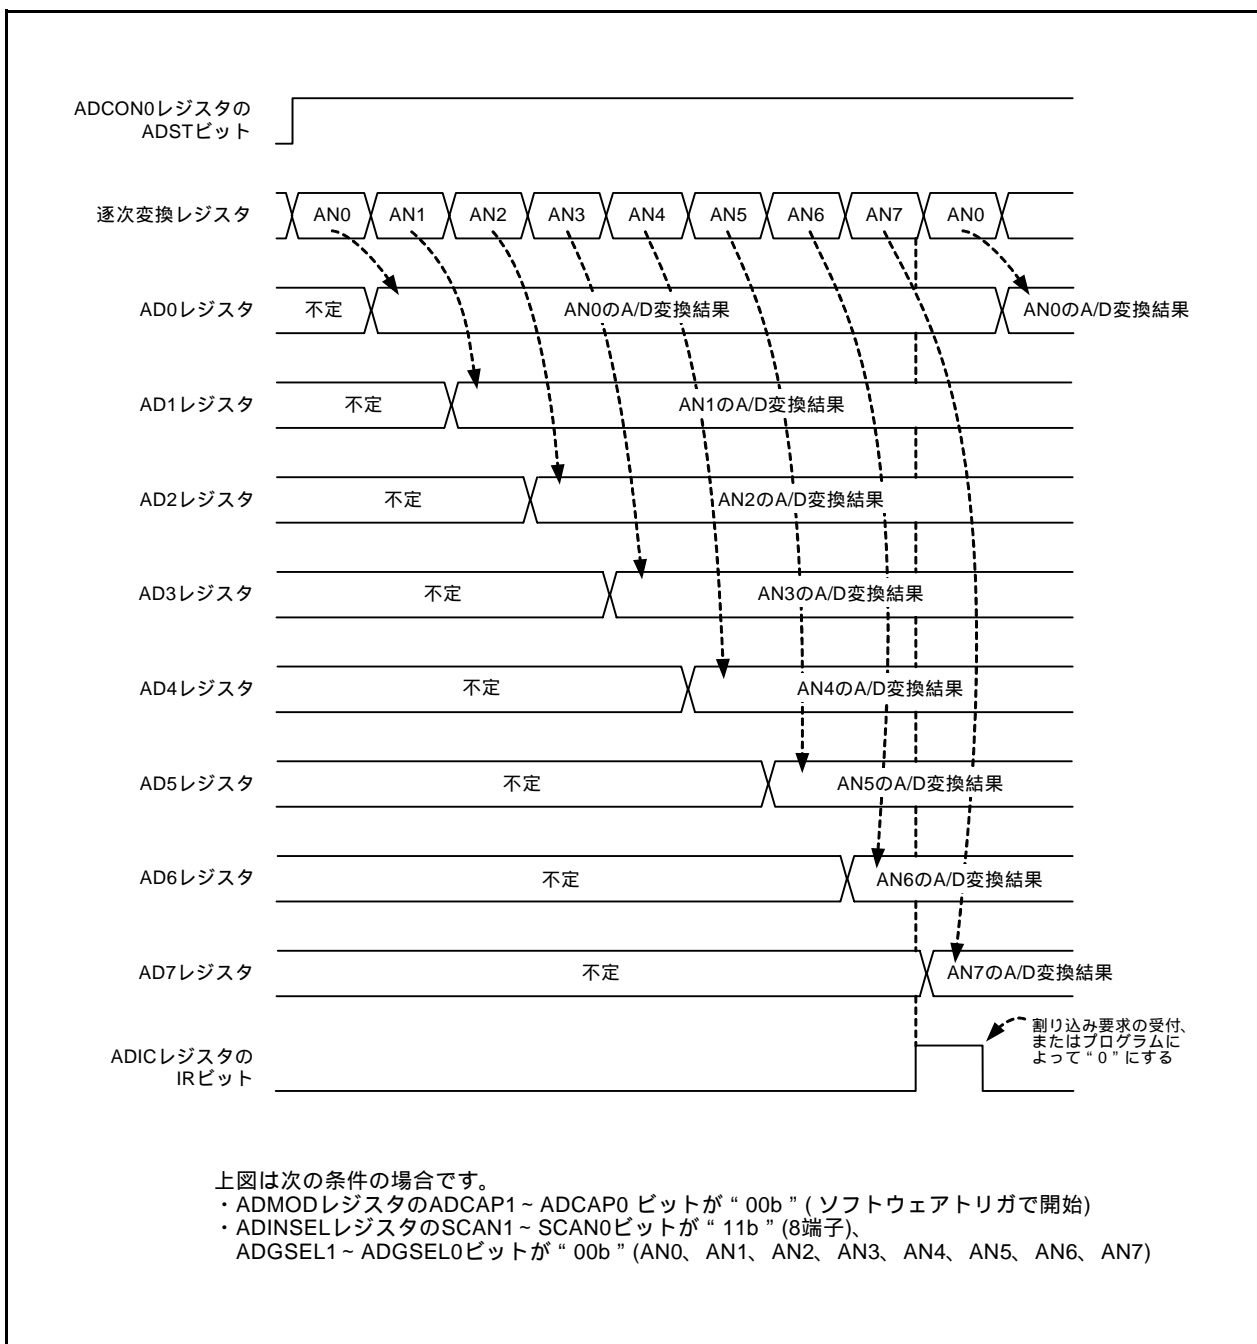 ADCON0レジスタの
ADSTビット
逐次変換レジスタ
AN0 AN1 AN2 AN3 AN4 AN5 AN6 AN7 AN0
AD0レジスタ 不定 AN0のA/D変換結果 AN0のA/D変換結果
AD1レジスタ 不定 AN1のA/D変換結果
AD2レジスタ 不定 AN2のA/D変換結果
AD3レジスタ 不定 AN3のA/D変換結果
AD4レジスタ 不定 AN4のA/D変換結果
AD5レジスタ 不定 AN5のA/D変換結果
AD6レジスタ 不定 AN6のA/D変換結果
AD7レジスタ 不定 AN7のA/D変換結果
ADICレジスタの
IRビット
割り込み要求の受付、
またはプログラムに
よって“0”にする
上図は次の条件の場合です。
・ADMODレジスタのADCAP1~ADCAP0 ビットが“00b”(ソフトウェアトリガで開始)
・ADINSELレジスタのSCAN1~SCAN0ビットが“11b”(8端子)、
ADGSEL1~ADGSEL0ビットが“00b”(AN0、AN1、AN2、AN3、AN4、AN5、AN6、AN7)